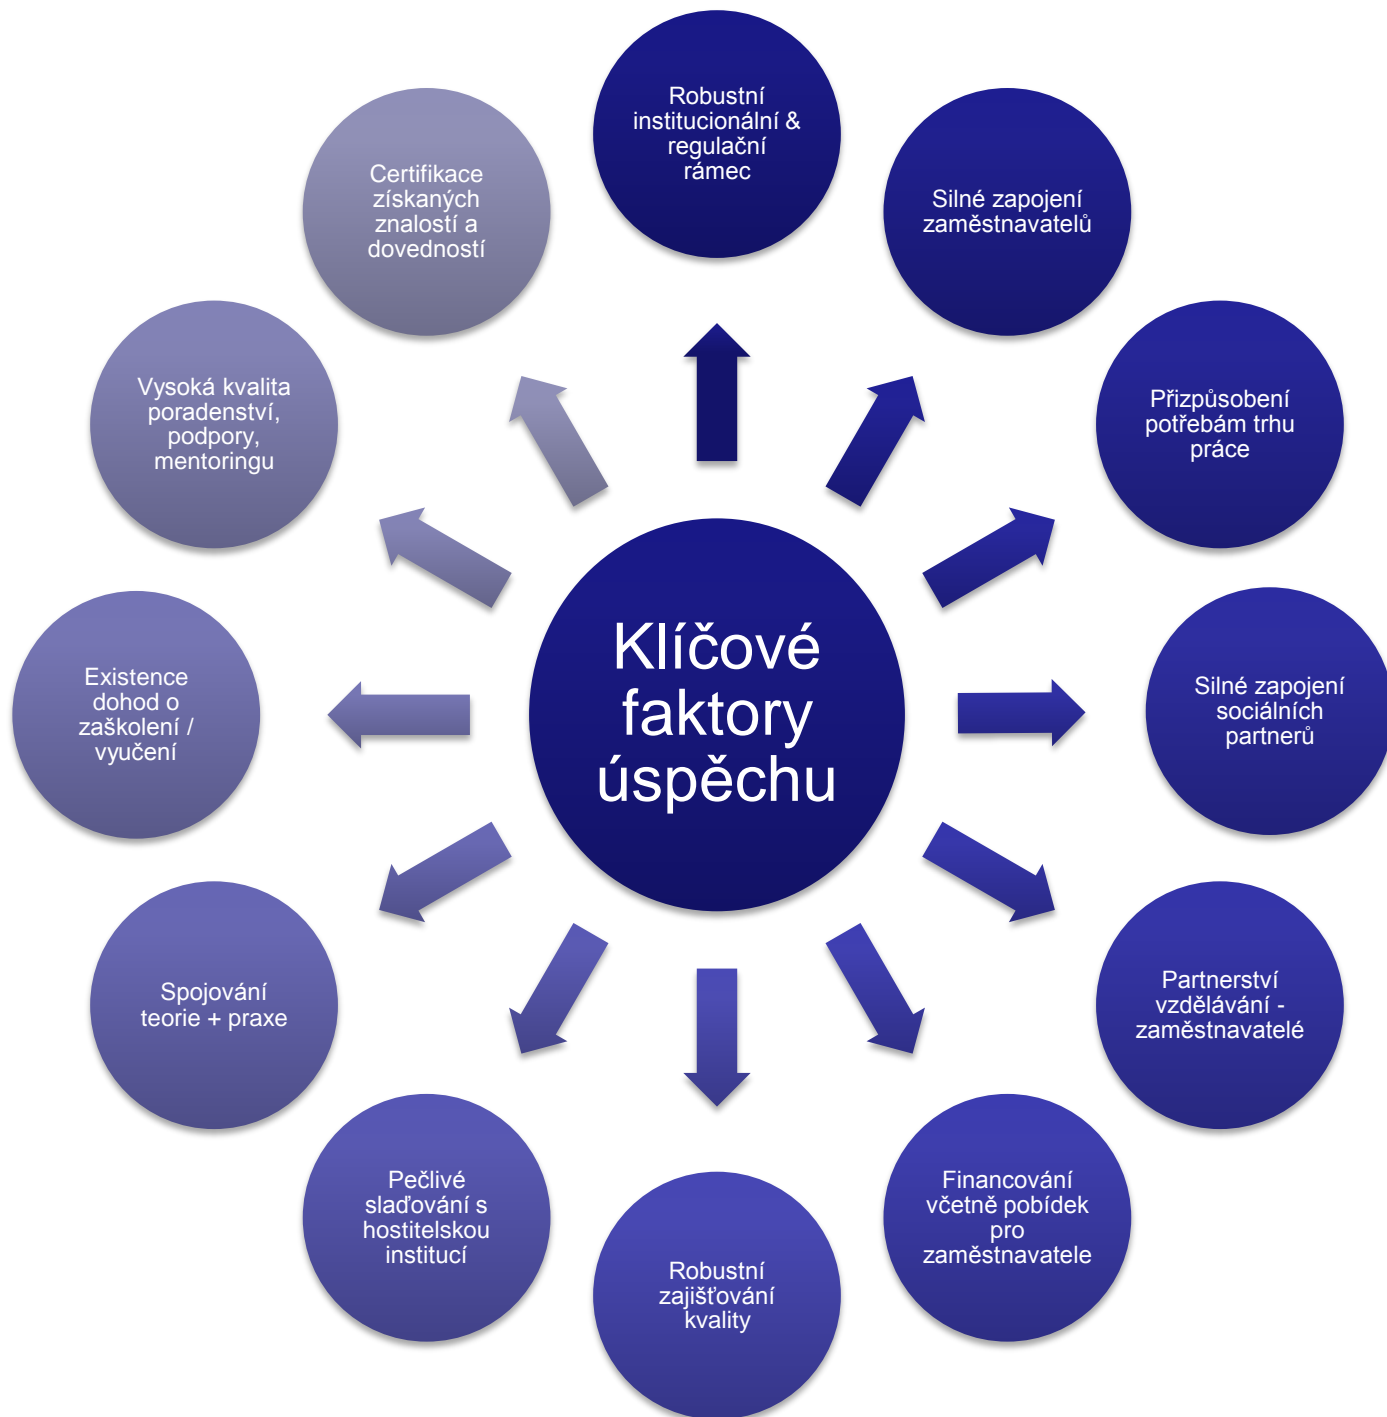 Robustní
institucionální &
regulační
rámec
Silné zapojení
zaměstnavatelů
Přizpůsobení
potřebám trhu
práce
Silné zapojení
sociálních
partnerů
Partnerství
vzdělávání -
zaměstnavatelé
Financování
včetně pobídek
pro
zaměstnavatele
Robustní
zajišťování
kvality
Pečlivé
slaďování s
hostitelskou
institucí
Spojování
teorie + praxe
Existence
dohod o
zaškolení /
vyučení
Vysoká kvalita
poradenství,
podpory,
mentoringu
Certifikace
získaných
znalostí a
dovedností
Klíčové
faktory
úspěchu